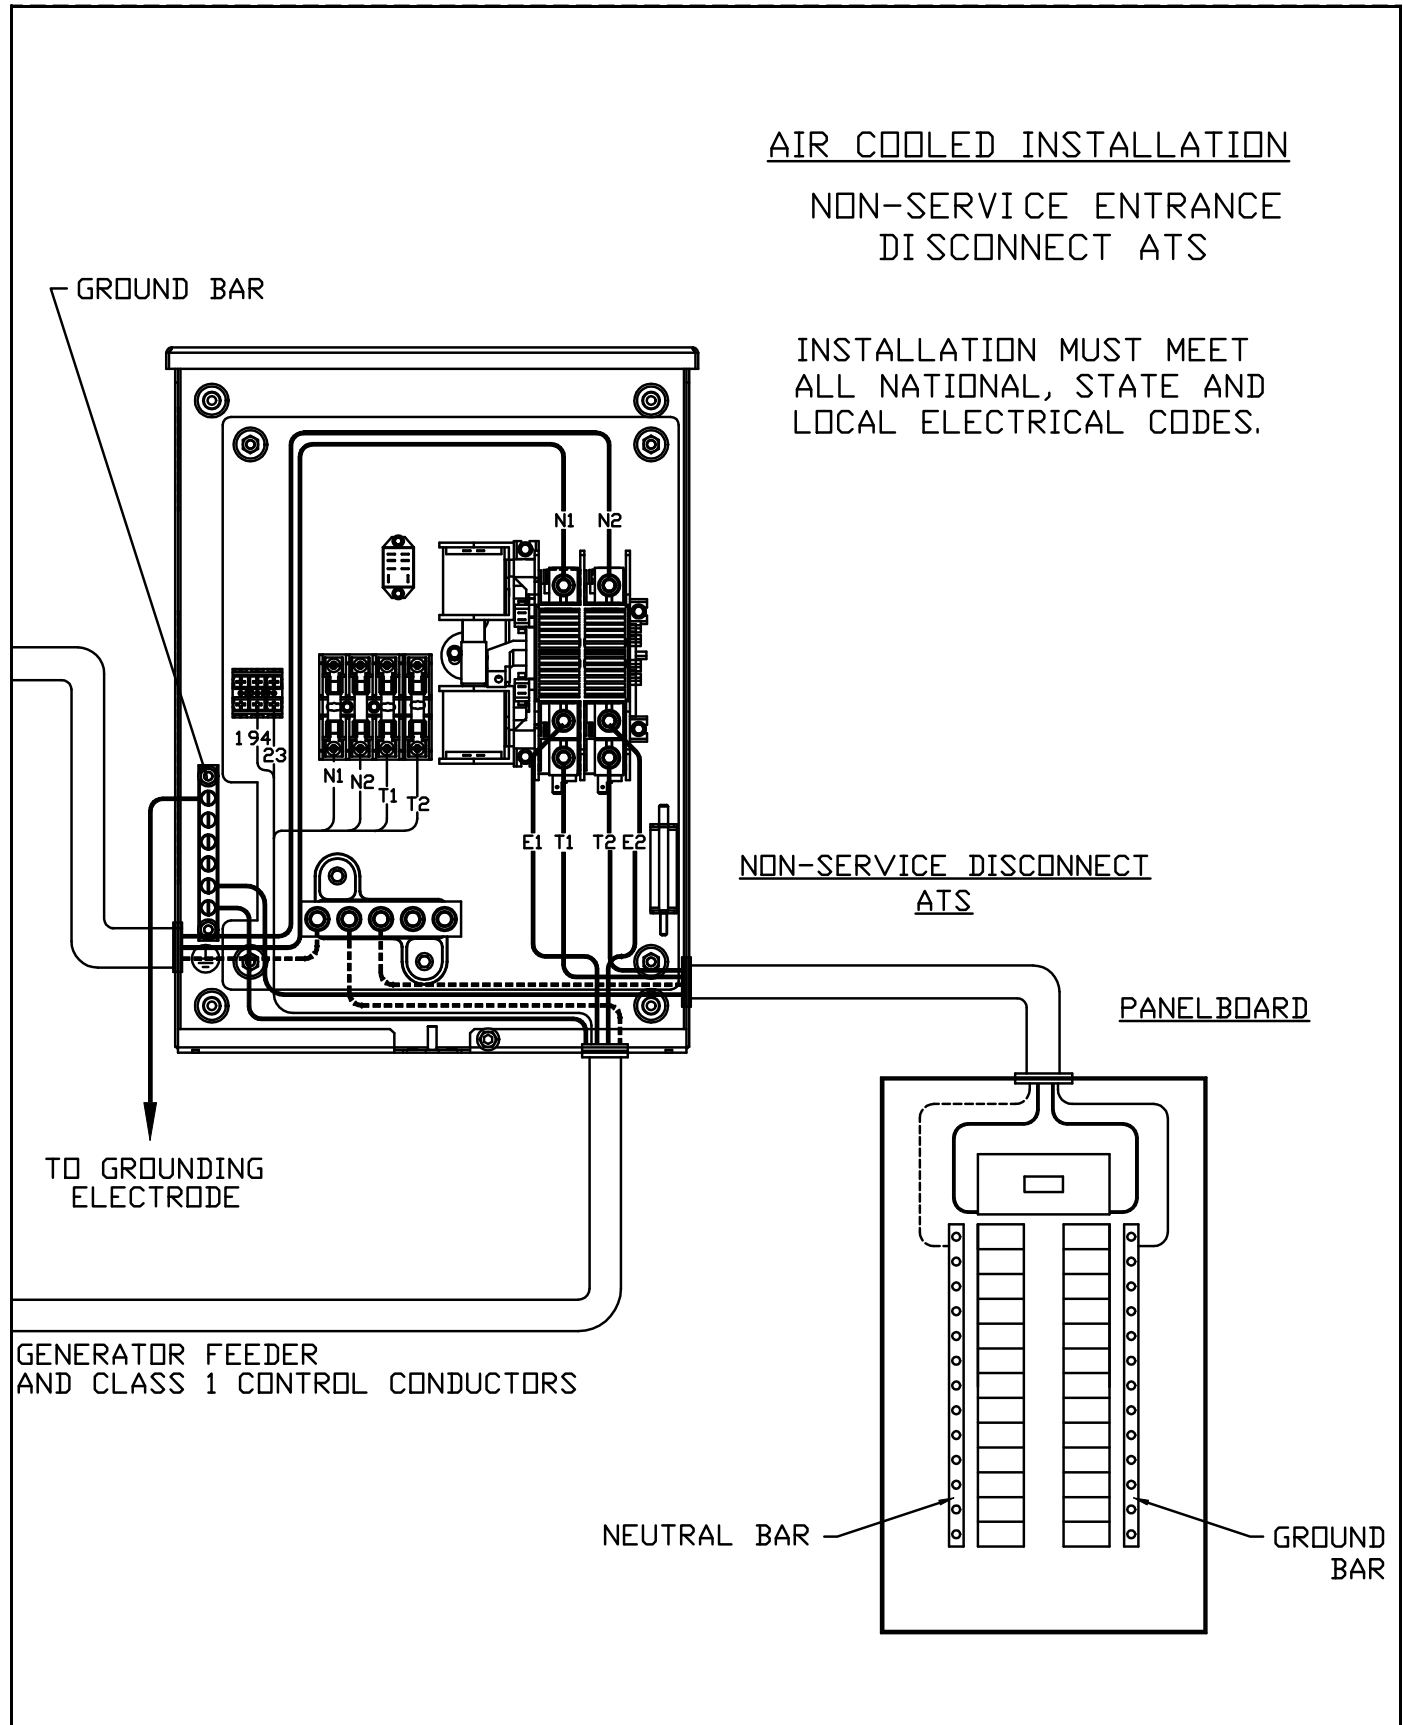 AIR COOLED INSTALLATION
NON-SERVICE ENTRANCE
DISCONNECT ATS
GROUND BAR
INSTALLATION MUST MEET
ALL NATIONAL, STATE AND
LOCAL ELECTRICAL CODES.
N1 N2
194
23
N1 N2 T1 T2
E1 T1 T2 E2
NON-SERVICE DISCONNECT
ATS
PANELBOARD
TO GROUNDING
ELECTRODE
GENERATOR FEEDER
AND CLASS 1 CONTROL CONDUCTORS
NEUTRAL BAR
GROUND
BAR